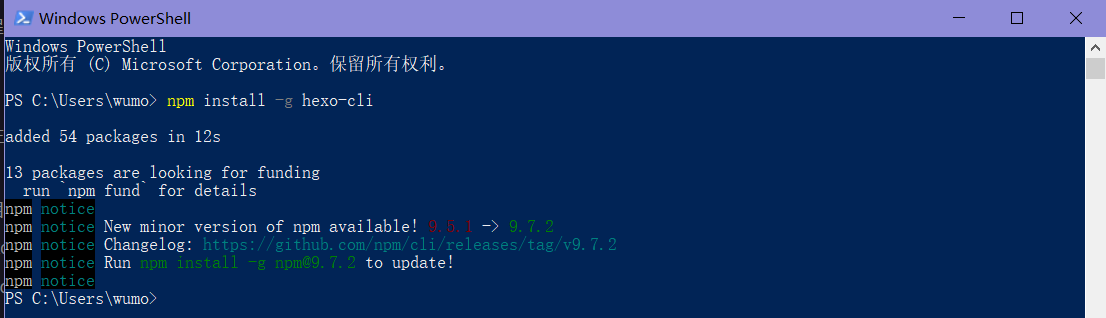 Windows PowerShell
Windows PowerShell
版权所有 (C) Microsoft Corporation。保留所有权利。
PS C:\Users\wumo> npm install -g hexo-cli
added 54 packages in 12s
13 packages are looking for funding
  run `npm fund` for details
npm notice
npm notice New minor version of npm available! 9.5.1 -> 9.7.2
npm notice Changelog: https://github.com/npm/cli/releases/tag/v9.7.2
npm notice Run npm install -g npm@9.7.2 to update!
npm notice
PS C:\Users\wumo>